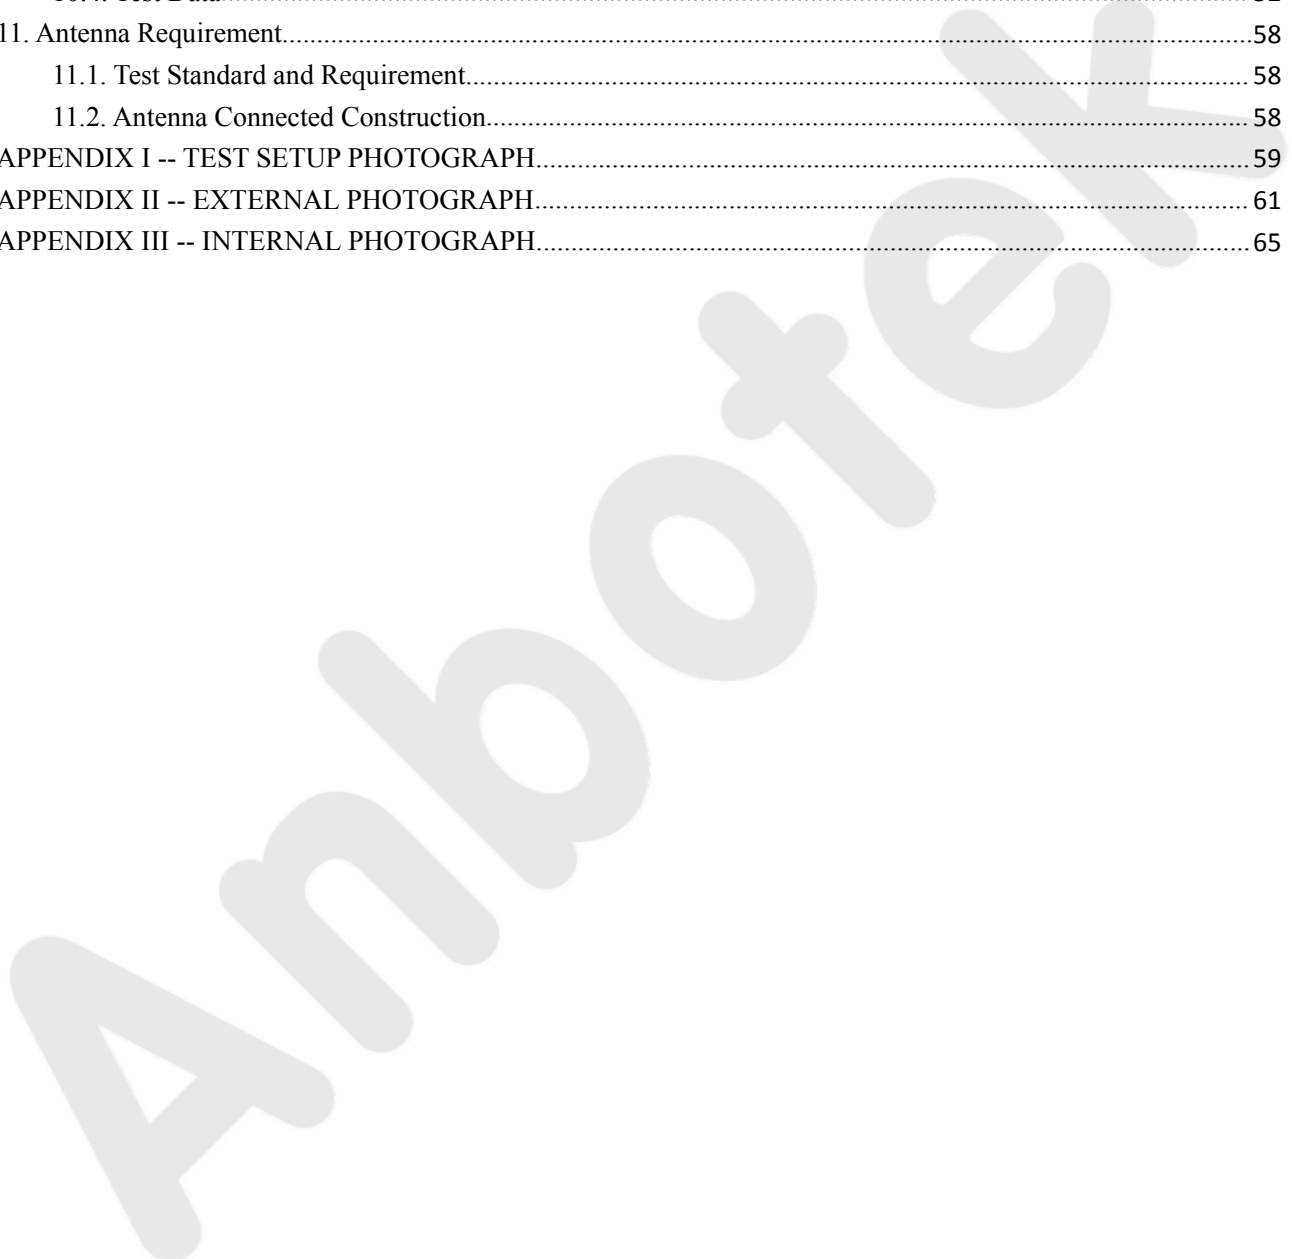 11. Antenna Requirement.....58
11.1. Test Standard and Requirement.....58
11.2. Antenna Connected Construction.....58
APPENDIX I -- TEST SETUP PHOTOGRAPH.....59
APPENDIX II -- EXTERNAL PHOTOGRAPH.....61
APPENDIX III -- INTERNAL PHOTOGRAPH.....65
Anbotek